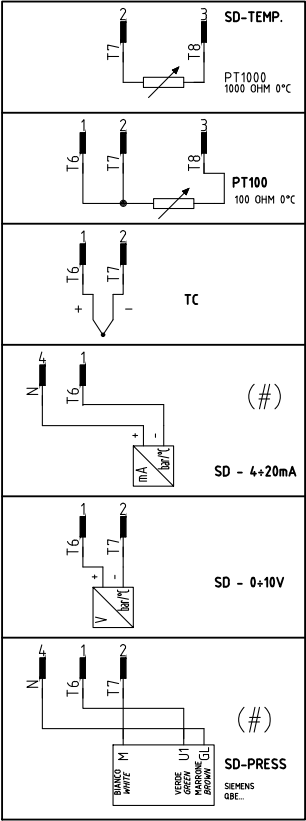 2 3 SD-TEMP.
T7 T8
PT1000
1000 OHM 0°C
1 2 3
T6 T7 T8
PT100
100 OHM 0°C
1 2
T6 T7
+ -
TC
4 1
N T6
(#)
+ -
mA bar/°C
SD - 4÷20mA
1 2
T6 T7
+ -
V bar/°C
SD - 0÷10V
4 1 2
N T6 T7
(#)
M U1 GL
BIANCO
WHITE
VERDE
GREEN
MARRONE
BROWN
SD-PRESS
SIEMENS
QBE...